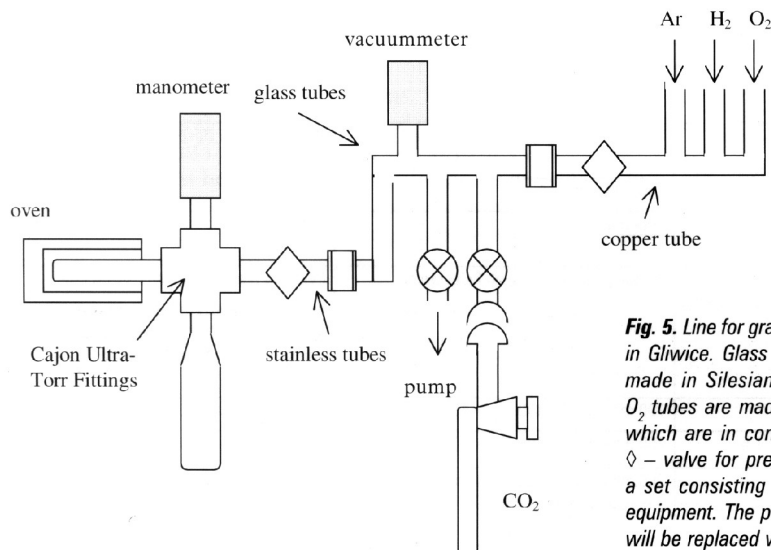 Ar H₂ O₂
vacuummeter
manometer
glass tubes
oven
copper tube
Cajon Ultra-
Torr Fittings
stainless tubes
pump
CO₂
Fig. 5. Line for gra
in Gliwice. Glass
made in Silesian
O₂ tubes are mad
which are in con
◊ – valve for pre
a set consisting
equipment. The p
will be replaced w